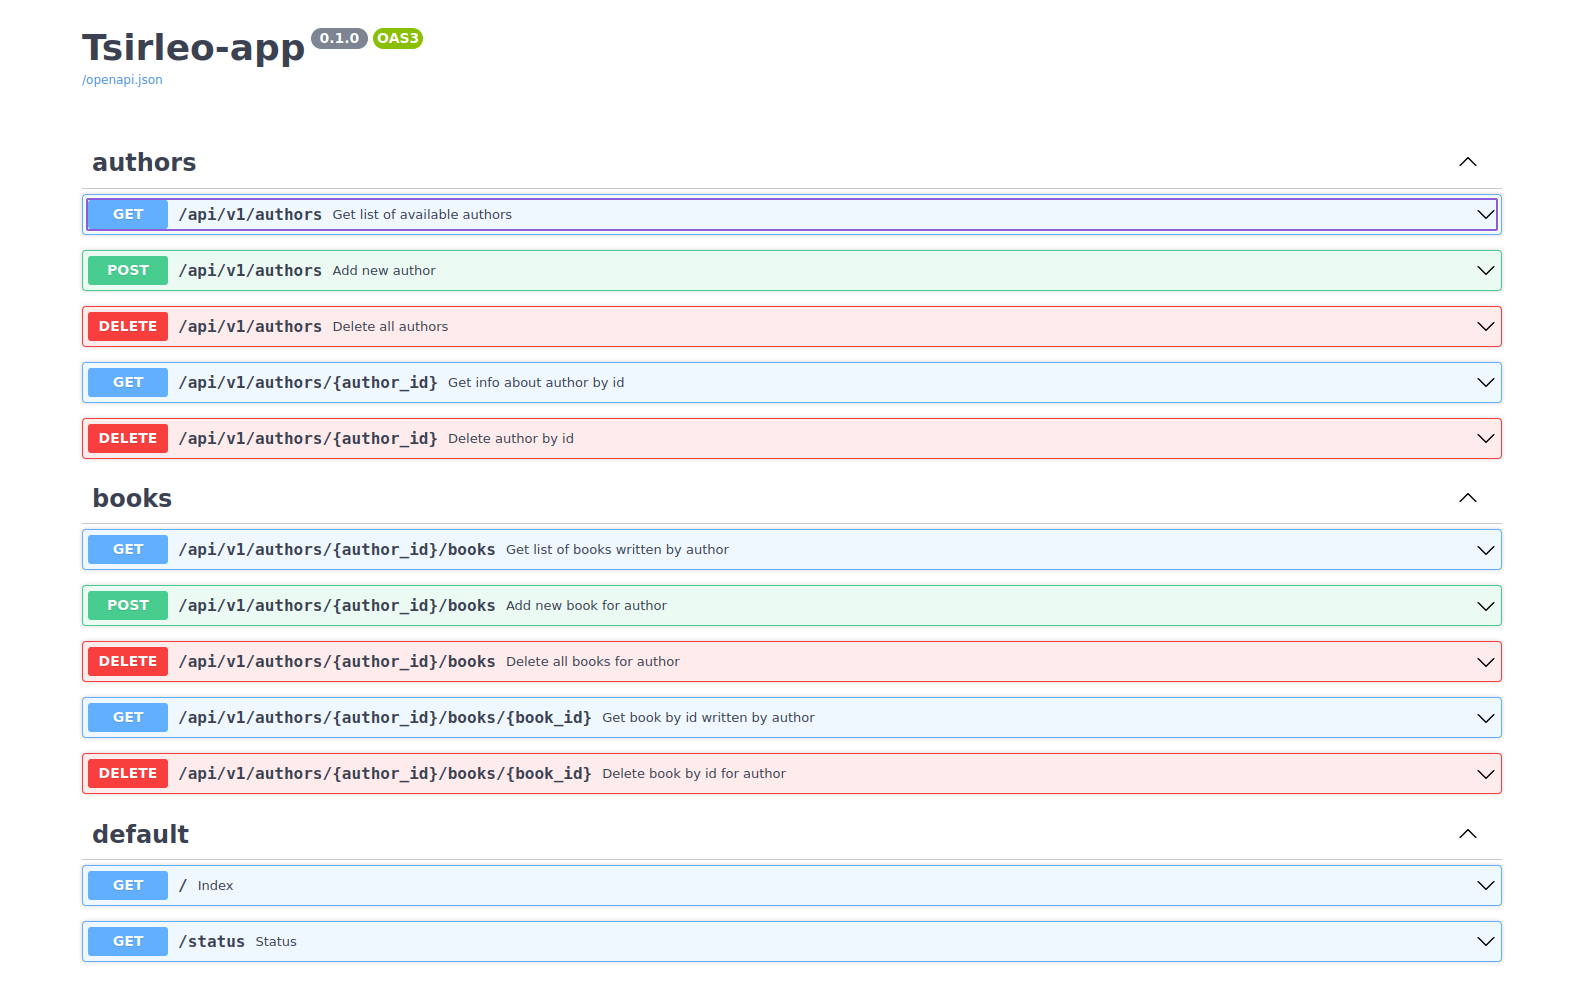 Tsirleo-app 0.1.0 OAS3
/openapi.json
authors
GET /api/v1/authors Get list of available authors
POST /api/v1/authors Add new author
DELETE /api/v1/authors Delete all authors
GET /api/v1/authors/{author_id} Get info about author by id
DELETE /api/v1/authors/{author_id} Delete author by id
books
GET /api/v1/authors/{author_id}/books Get list of books written by author
POST /api/v1/authors/{author_id}/books Add new book for author
DELETE /api/v1/authors/{author_id}/books Delete all books for author
GET /api/v1/authors/{author_id}/books/{book_id} Get book by id written by author
DELETE /api/v1/authors/{author_id}/books/{book_id} Delete book by id for author
default
GET / Index
GET /status Status